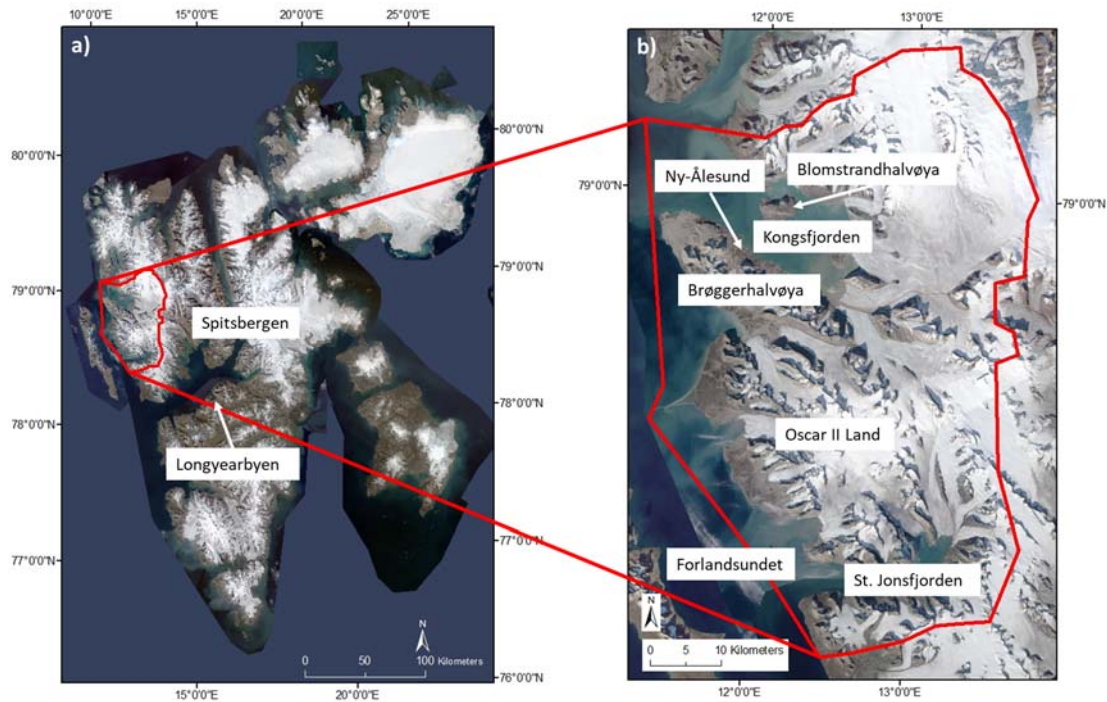 10°0'0"E 15°0'0"E 20°0'0"E 25°0'0"E
a)
80°0'0"N
80°0'0"N
79°0'0"N
79°0'0"N
Spitsbergen
78°0'0"N
78°0'0"N
Longyearbyen
77°0'0"N
77°0'0"N
N
0 50 100 Kilometers
76°0'0"N
15°0'0"E 20°0'0"E
12°0'0"E 13°0'0"E
b)
Ny-Ålesund
Blomstrandhalvøya
79°0'0"N
79°0'0"N
Kongsfjorden
Brøggerhalvøya
Oscar II Land
Forlandsundet
St. Jonsfjorden
N
0 5 10 Kilometers
12°0'0"E 13°0'0"E